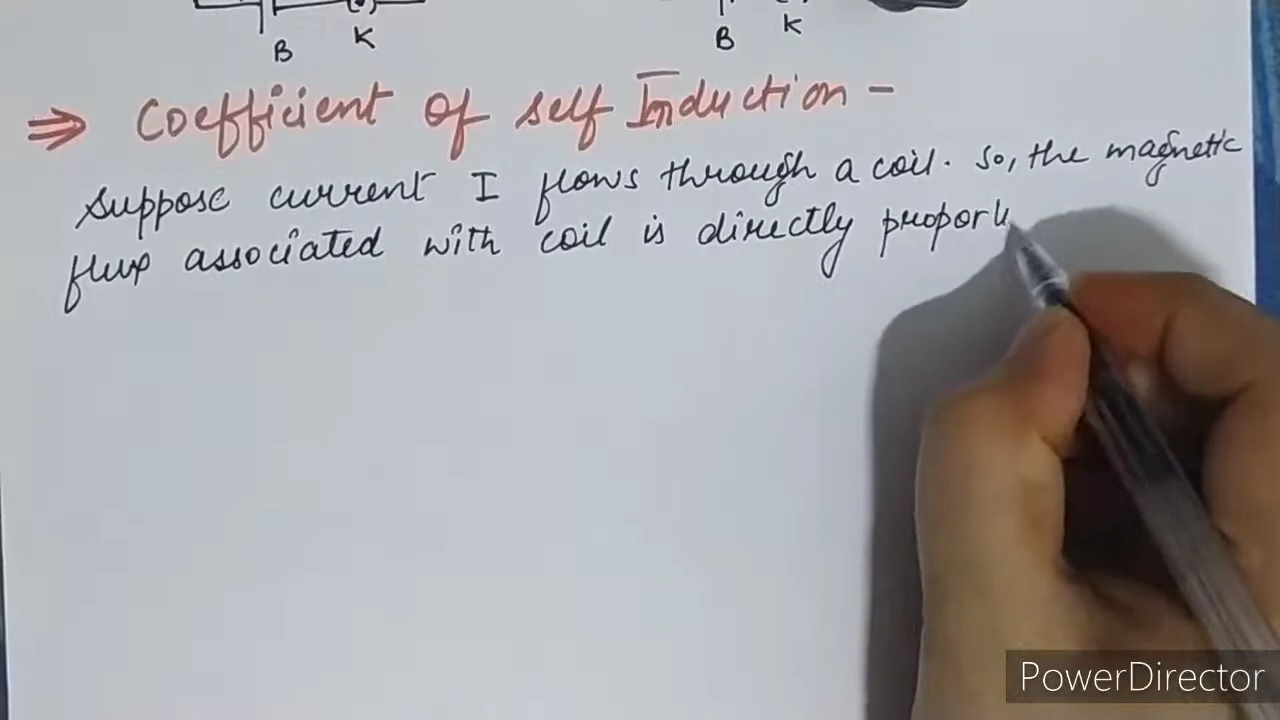 B K B K
⇒ Coefficient of self Induction -
Suppose current I flows through a coil. So, the magnetic
flux associated with coil is directly proporti
PowerDirector